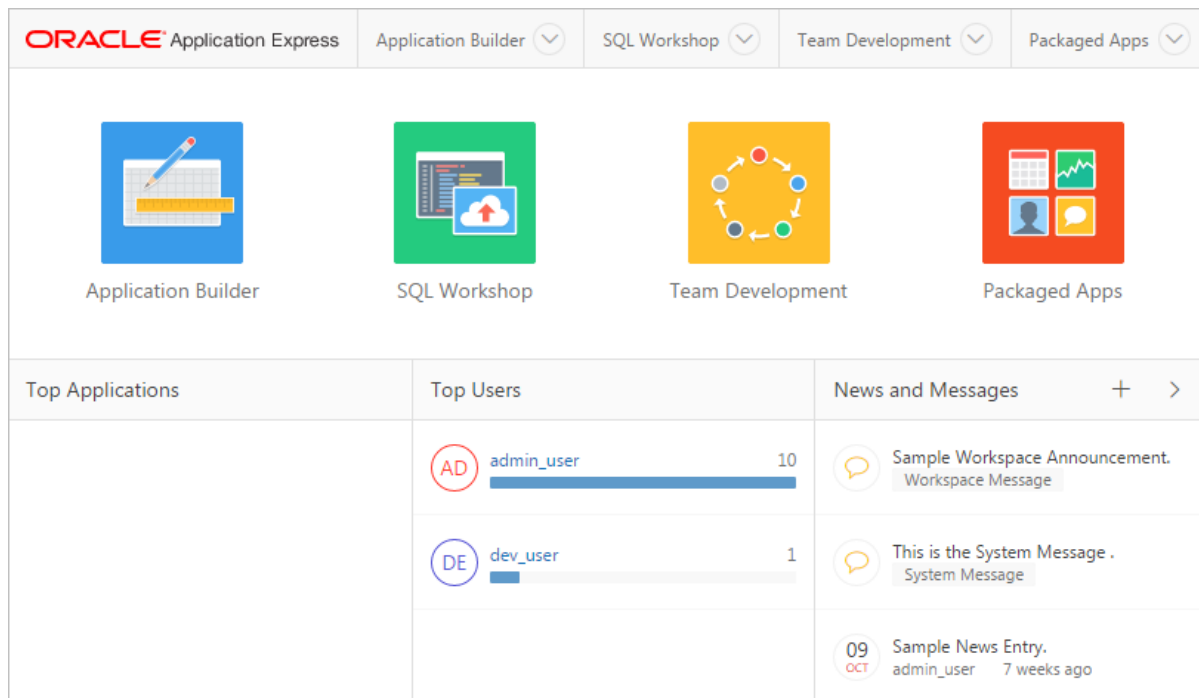 ORACLE Application Express
Application Builder
SQL Workshop
Team Development
Packaged Apps
Application Builder
SQL Workshop
Team Development
Packaged Apps
Top Applications
Top Users
AD
admin_user
10
DE
dev_user
1
News and Messages
Sample Workspace Announcement.
Workspace Message
This is the System Message .
System Message
09
OCT
Sample News Entry.
admin_user 7 weeks ago